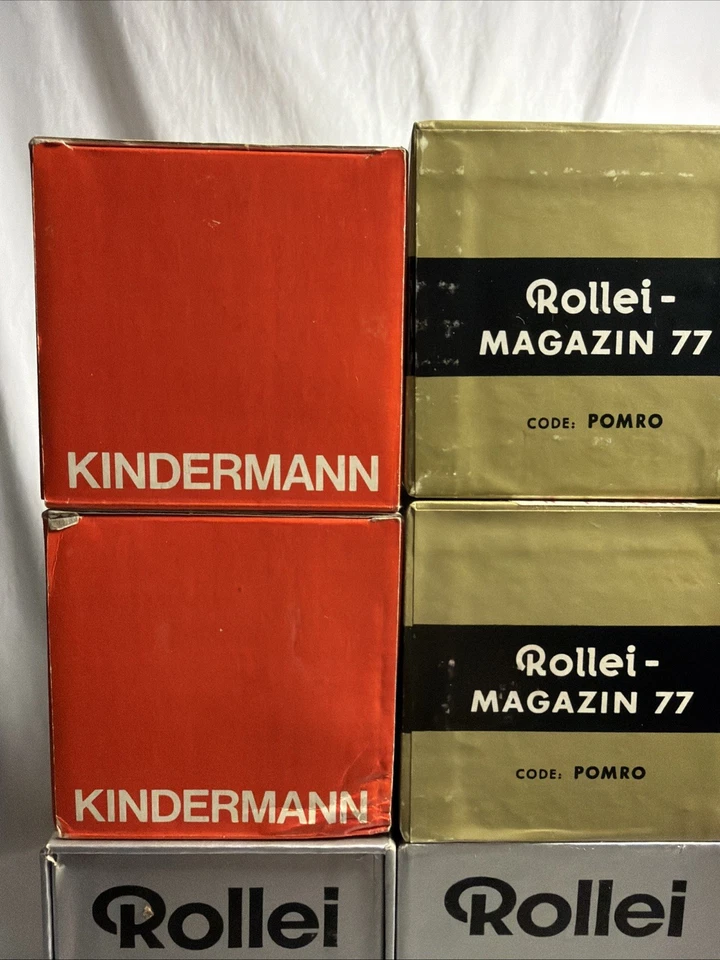 KINDERMANN
Rollei-
MAGAZIN 77
CODE: POMRO
KINDERMANN
Rollei-
MAGAZIN 77
CODE: POMRO
Rollei
Rollei